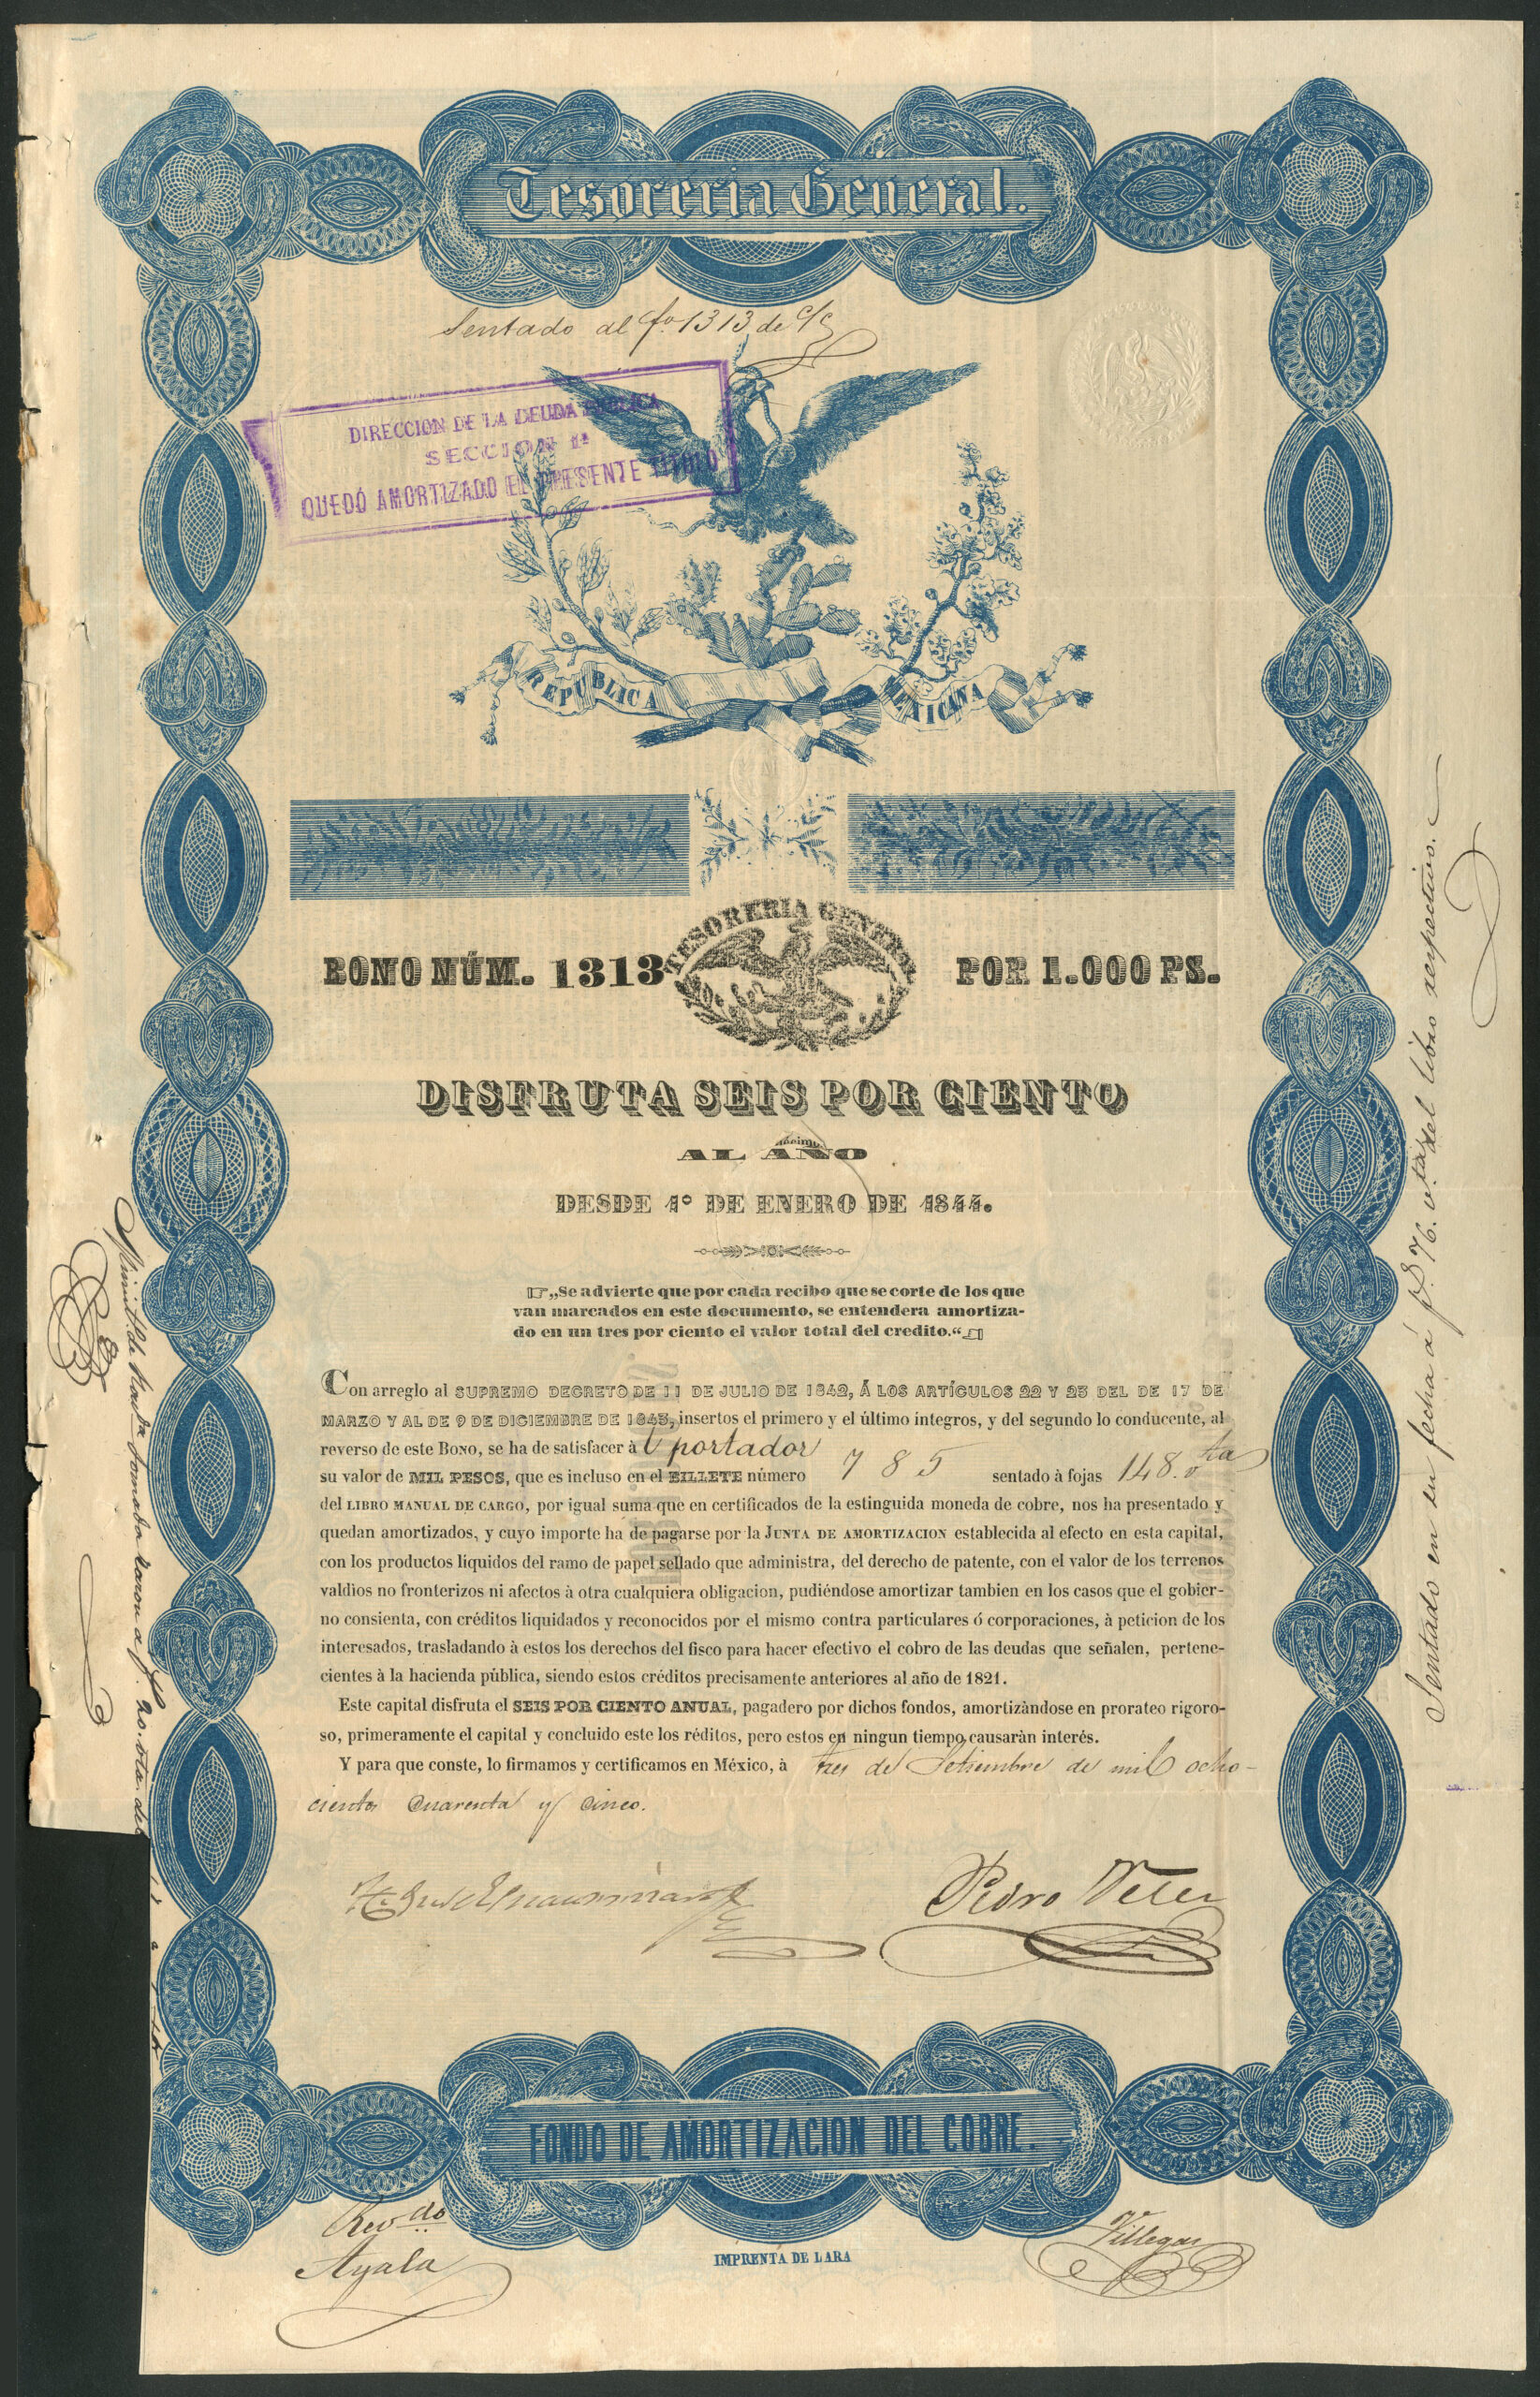 Tesoreria General.
Sentado al fo. 1313 de
DIRECCION DE LA DEUDA PUBLICA
SECCION 1ª
QUEDÓ AMORTIZADO EL PRESENTE TITULO
REPUBLICA MEXICANA
TESORERIA GENERAL
BONO NÚM. 1313 POR 1.000 PS.
DISFRUTA SEIS POR CIENTO
AL AÑO
DESDE 1º DE ENERO DE 1844.
☞„Se advierte que por cada recibo que se corte de los que
van marcados en este documento, se entendera amortiza-
do en un tres por ciento el valor total del credito.“
Con arreglo al SUPREMO DECRETO DE 11 DE JULIO DE 1842, Á LOS ARTÍCULOS 22 Y 23 DEL DE 17 DE
MARZO Y AL DE 9 DE DICIEMBRE DE 1843, insertos el primero y el último íntegros, y del segundo lo conducente, al
reverso de este Bono, se ha de satisfacer à l portador
su valor de MIL PESOS, que es incluso en el BILLETE número 785 sentado à fojas 148. vta
del LIBRO MANUAL DE CARGO, por igual suma que en certificados de la estinguida moneda de cobre, nos ha presentado y
quedan amortizados, y cuyo importe ha de pagarse por la JUNTA DE AMORTIZACION establecida al efecto en esta capital,
con los productos líquidos del ramo de papel sellado que administra, del derecho de patente, con el valor de los terrenos
valdìos no fronterizos ni afectos à otra cualquiera obligacion, pudiéndose amortizar tambien en los casos que el gobier-
no consienta, con créditos liquidados y reconocidos por el mismo contra particulares ó corporaciones, à peticion de los
interesados, trasladando à estos los derechos del fisco para hacer efectivo el cobro de las deudas que señalen, pertene-
cientes à la hacienda pùblica, siendo estos créditos precisamente anteriores al año de 1821.
Este capital disfruta el SEIS POR CIENTO ANUAL, pagadero por dichos fondos, amortizàndose en prorateo rigoro-
so, primeramente el capital y concluido este los réditos, pero estos en ningun tiempo causaràn interés.
Y para que conste, lo firmamos y certificamos en México, à tres de Setiembre de mil ocho-
cientos Cuarenta y Cinco.
Pedro Velez
FONDO DE AMORTIZACION DEL COBRE.
Rev.do
Ayala
Villegas
IMPRENTA DE LARA
Minist. de Hacda tomada razon a f. 20. vta. del
Sentado en su fecha á f. 76. vta del libro respectivo.